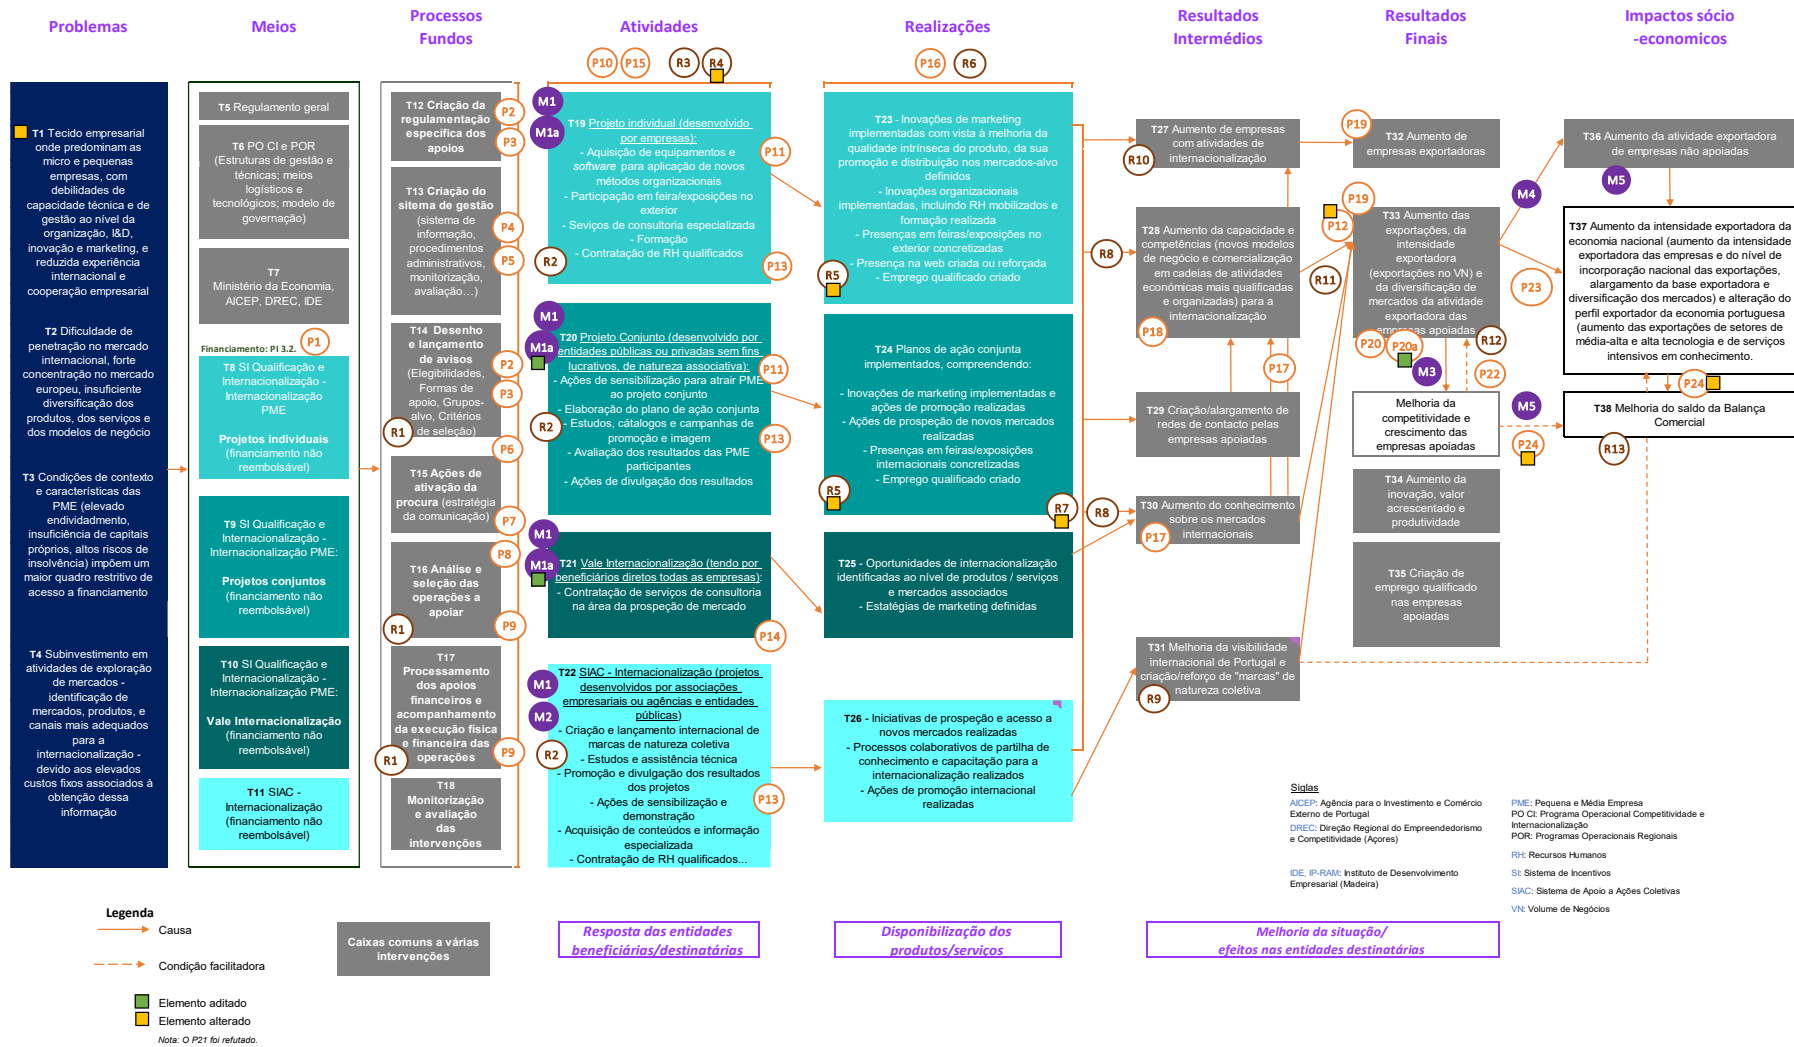 Problemas
Meios
Processos
Fundos
Atividades
Realizações
Resultados
Intermédios
Resultados
Finais
Impactos sócio
-economicos
P10
P15
R3
R4
P16
R6
T1 Tecido empresarial
onde predominam as
micro e pequenas
empresas, com
debilidades de
capacidade técnica e de
gestão ao nível da
organização, I&D,
inovação e marketing, e
reduzida experiência
internacional e
cooperação empresarial
T2 Dificuldade de
penetração no mercado
internacional, forte
concentração no mercado
europeu, insuficiente
diversificação dos
produtos, dos serviços e
dos modelos de negócio
T3 Condições de contexto
e características das
PME (elevado
endividadmento,
insuficiência de capitais
próprios, altos riscos de
insolvência) impõem um
maior quadro restritivo de
acesso a financiamento
T4 Subinvestimento em
atividades de exploração
de mercados -
identificação de
mercados, produtos, e
canais mais adequados
para a
internacionalização -
devido aos elevados
custos fixos associados à
obtenção dessa
informação
T5 Regulamento geral
T6 PO CI e POR
(Estruturas de gestão e
técnicas; meios
logísticos e
tecnológicos; modelo de
governação)
T7
Ministério da Economia,
AICEP, DREC, IDE
Financiamento: PI 3.2.
P1
T8 SI Qualificação e
Internacionalização -
Internacionalização
PME
Projetos individuais
(financiamento não
reembolsável)
T9 SI Qualificação e
Internacionalização -
Internacionalização PME:
Projetos conjuntos
(financiamento não
reembolsável)
T10 SI Qualificação e
Internacionalização -
Internacionalização PME:
Vale Internacionalização
(financiamento não
reembolsável)
T11 SIAC -
Internacionalização
(financiamento não
reembolsável)
T12 Criação da
regulamentação
específica dos
apoios
P2
P3
T13 Criação do
sitema de gestão
(sistema de
informação,
procedimentos
administrativos,
monitorização,
avaliação…)
P4
P5
T14 Desenho
e lançamento
de avisos
(Elegibilidades,
Formas de
apoio, Grupos-
alvo, Critérios
de seleção)
P2
P3
R1
P6
T15 Ações de
ativação da
procura (estratégia
da comunicação)
P7
P8
T16 Análise e
seleção das
operações a
apoiar
R1
P9
T17
Processamento
dos apoios
financeiros e
acompanhamento
da execução física
e financeira das
operações
R1
P9
T18
Monitorização
e avaliação
das
intervenções
M1
M1a
T19 Projeto individual (desenvolvido
por empresas):
- Aquisição de equipamentos e
software para aplicação de novos
métodos organizacionais
- Participação em feira/exposições no
exterior
- Seviços de consultoria especializada
- Formação
- Contratação de RH qualificados
P11
R2
P13
M1
M1a
T20 Projeto Conjunto (desenvolvido por
entidades públicas ou privadas sem fins
lucrativos, de natureza associativa):
- Ações de sensibilização para atrair PME
ao projeto conjunto
- Elaboração do plano de ação conjunta
- Estudos, cátalogos e campanhas de
promoção e imagem
- Avaliação dos resultados das PME
participantes
- Ações de divulgação dos resultados
P11
R2
P13
M1
M1a
T21 Vale Internacionalização (tendo por
beneficiários diretos todas as empresas):
- Contratação de serviços de consultoria
na área da prospeção de mercado
P14
M1
M2
T22 SIAC - Internacionalização (projetos
desenvolvidos por associações
empresariais ou agências e entidades
públicas)
- Criação e lançamento internacional de
marcas de natureza coletiva
- Estudos e assistência técnica
- Promoção e divulgação dos resultados
dos projetos
- Ações de sensibilização e
demonstração
- Acquisição de conteúdos e informação
especializada
- Contratação de RH qualificados...
R2
P13
T23 - Inovações de marketing
implementadas com vista à melhoria da
qualidade intrínseca do produto, da sua
promoção e distribuição nos mercados-alvo
definidos
- Inovações organizacionais
implementadas, incluindo RH mobilizados e
formação realizada
- Presenças em feiras/exposições no
exterior concretizadas
- Presença na web criada ou reforçada
- Emprego qualificado criado
R5
T24 Planos de ação conjunta
implementados, compreendendo:
- Inovações de marketing implementadas e
ações de promoção realizadas
- Ações de prospeção de novos mercados
realizadas
- Presenças em feiras/exposições
internacionais concretizadas
- Emprego qualificado criado
R5
R7
T25 - Oportunidades de internacionalização
identificadas ao nível de produtos / serviços
e mercados associados
- Estatégias de marketing definidas
T26 - Iniciativas de prospeção e acesso a
novos mercados realizadas
- Processos colaborativos de partilha de
conhecimento e capacitação para a
internacionalização realizados
- Ações de promoção internacional
realizadas
R8
R8
T27 Aumento de empresas
com atividades de
internacionalização
R10
T28 Aumento da capacidade e
competências (novos modelos
de negócio e comercialização
em cadeias de atividades
económicas mais qualificadas
e organizadas) para a
internacionalização
P18
P17
T29 Criação/alargamento de
redes de contacto pelas
empresas apoiadas
T30 Aumento do conhecimento
sobre os mercados
internacionais
P17
T31 Melhoria da visibilidade
internacional de Portugal e
criação/reforço de "marcas" de
natureza coletiva
R9
P19
T32 Aumento de
empresas exportadoras
P19
P12
R11
T33 Aumento das
exportações, da
intensidade
exportadora
(exportações no VN) e
da diversificação de
mercados da atividade
exportadora das
empresas apoiadas
P20
P20a
R12
M3
P22
Melhoria da
competitividade e
crescimento das
empresas apoiadas
T34 Aumento da
inovação, valor
acrescentado e
produtividade
T35 Criação de
emprego qualificado
nas empresas
apoiadas
T36 Aumento da atividade exportadora
de empresas não apoiadas
M5
M4
P23
T37 Aumento da intensidade exportadora da
economia nacional (aumento da intensidade
exportadora das empresas e do nível de
incorporação nacional das exportações,
alargamento da base exportadora e
diversificação dos mercados) e alteração do
perfil exportador da economia portuguesa
(aumento das exportações de setores de
média-alta e alta tecnologia e de serviços
intensivos em conhecimento.
P24
M5
P24
T38 Melhoria do saldo da Balança
Comercial
R13
Siglas
AICEP: Agência para o Investimento e Comércio
Externo de Portugal
DREC: Direção Regional do Empreendedorismo
e Competitividade (Açores)
IDE, IP-RAM: Instituto de Desenvolvimento
Empresarial (Madeira)
PME: Pequena e Média Empresa
PO CI: Programa Operacional Competitividade e
Internacionalização
POR: Programas Operacionais Regionais
RH: Recursos Humanos
SI: Sistema de Incentivos
SIAC: Sistema de Apoio a Ações Coletivas
VN: Volume de Negócios
Legenda
Causa
Condição facilitadora
Elemento aditado
Elemento alterado
Nota: O P21 foi refutado.
Caixas comuns a várias
intervenções
Resposta das entidades
beneficiárias/destinatárias
Disponibilização dos
produtos/serviços
Melhoria da situação/
efeitos nas entidades destinatárias